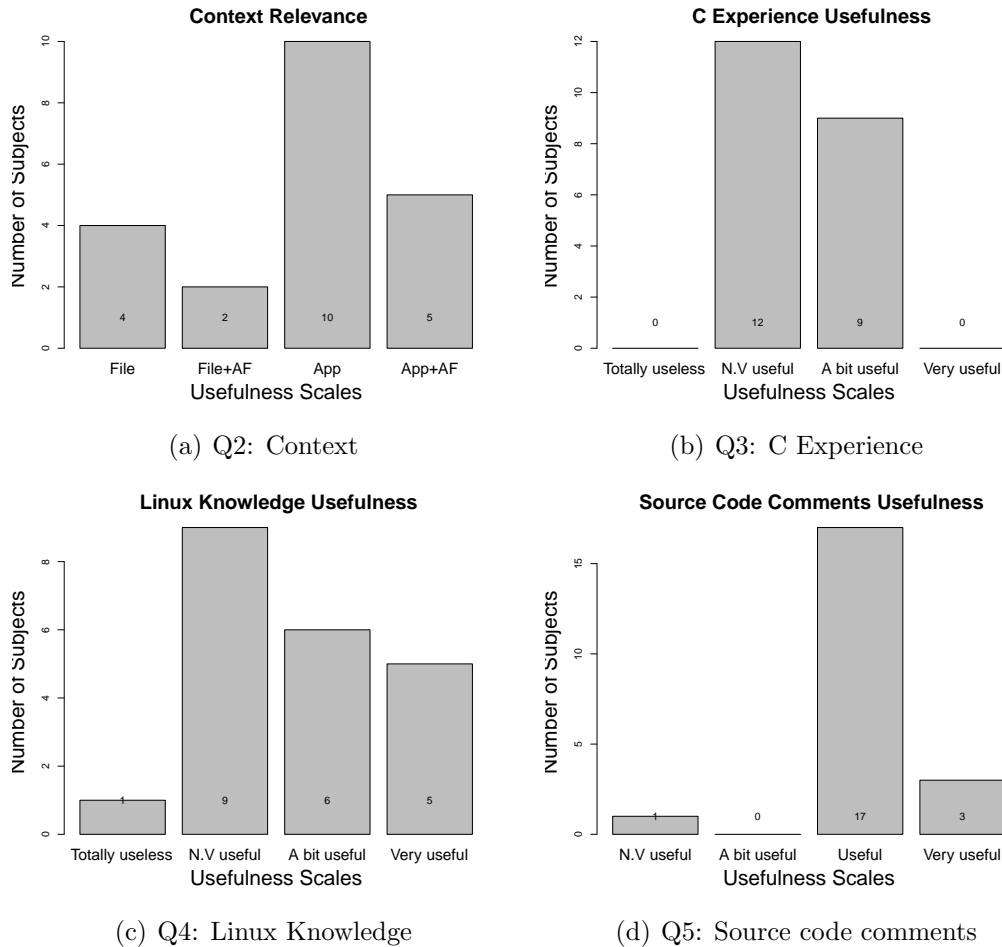 Context Relevance
Number of Subjects
10
8
6
4
2
0
4
2
10
5
File File+AF App App+AF
Usefulness Scales
(a) Q2: Context
C Experience Usefulness
Number of Subjects
12
10
8
6
4
2
0
0
12
9
0
Totally useless N.V useful A bit useful Very useful
Usefulness Scales
(b) Q3: C Experience
Linux Knowledge Usefulness
Number of Subjects
8
6
4
2
0
1
9
6
5
Totally useless N.V useful A bit useful Very useful
Usefulness Scales
(c) Q4: Linux Knowledge
Source Code Comments Usefulness
Number of Subjects
15
10
5
0
1
0
17
3
N.V useful A bit useful Useful Very useful
Usefulness Scales
(d) Q5: Source code comments